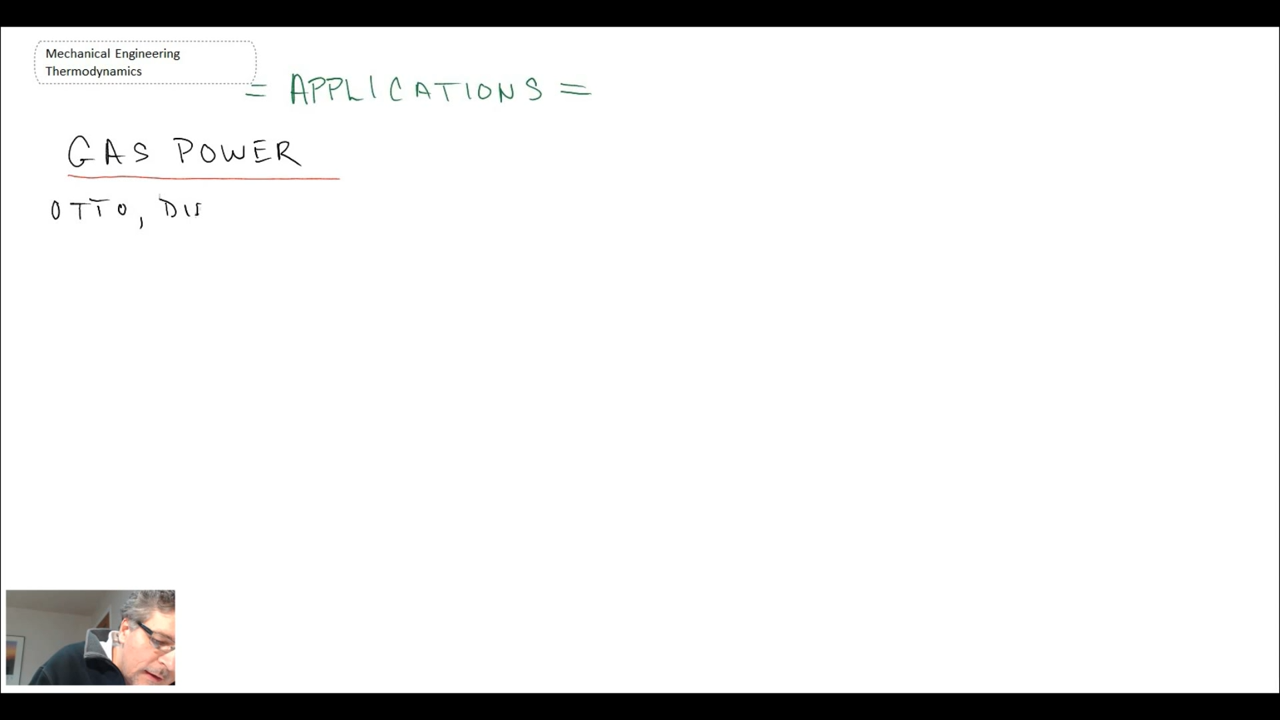 Mechanical Engineering
Thermodynamics
= APPLICATIONS =
GAS POWER
OTTO,